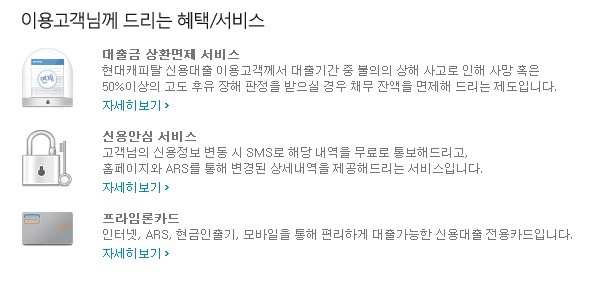 이용고객님께 드리는 혜택/서비스
대출금 상환면제 서비스
현대캐피탈 신용대출 이용고객께서 대출기간 중 불의의 상해 사고로 인해 사망 혹은
50%이상의 고도 후유 장해 판정을 받으실 경우 채무 잔액을 면제해 드리는 제도입니다.
자세히보기 >
신용안심 서비스
고객님의 신용정보 변동 시 SMS로 해당 내역을 무료로 통보해드리고,
홈페이지와 ARS를 통해 변경된 상세내역을 제공해드리는 서비스입니다.
자세히보기 >
프라임론카드
인터넷, ARS, 현금인출기, 모바일을 통해 편리하게 대출가능한 신용대출 전용카드입니다.
자세히보기 >